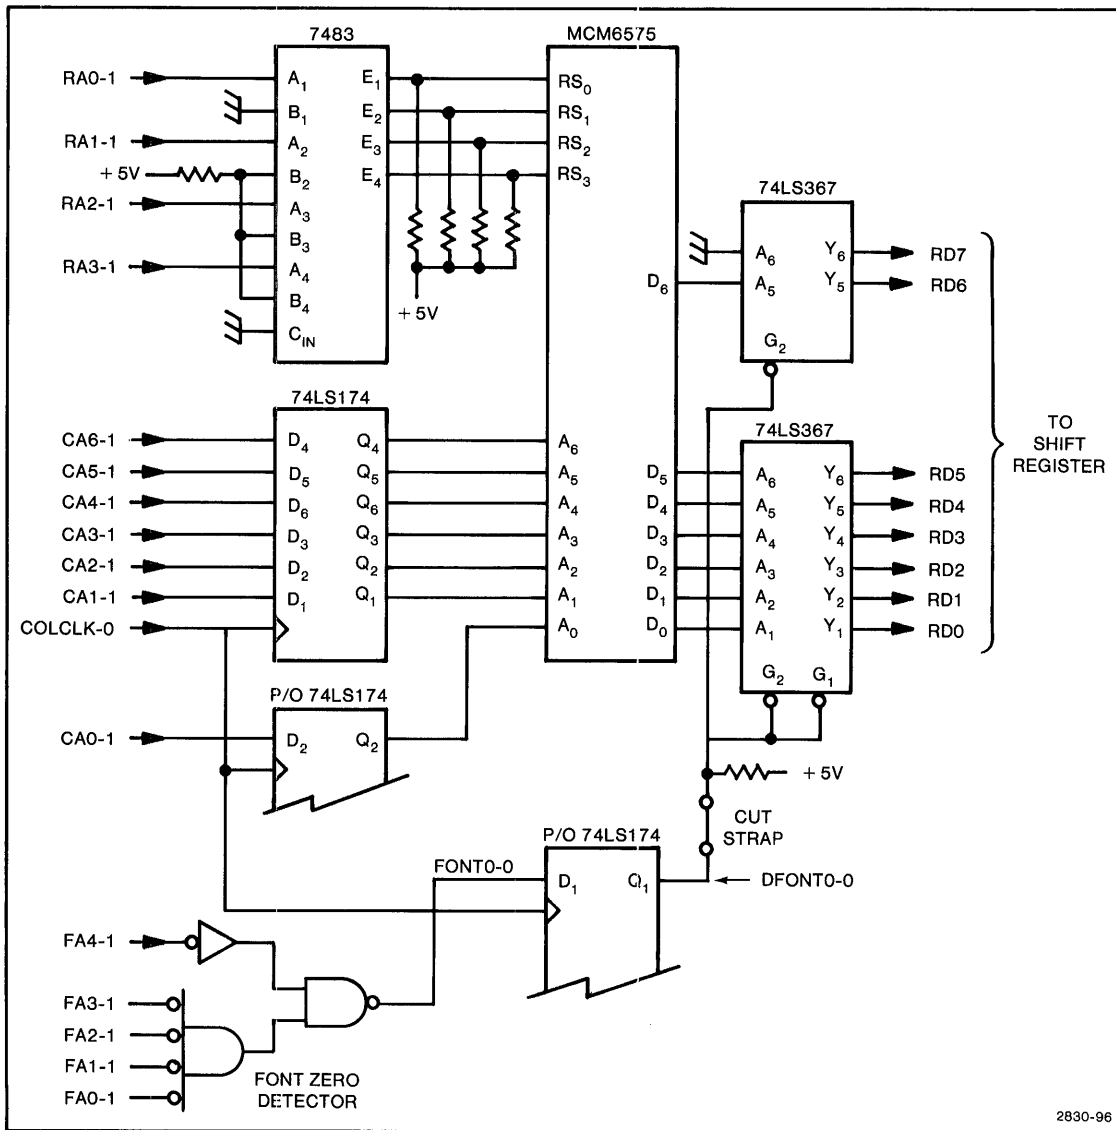 7483
MCM6575
RA0-1
A1
E1
RS0
B1
E2
RS1
RA1-1
A2
E3
RS2
+5V
B2
E4
RS3
74LS367
RA2-1
A3
B3
RA3-1
A4
B4
CIN
+5V
D6
A6
Y6
RD7
A5
Y5
RD6
G2
74LS174
74LS367
TO
SHIFT
REGISTER
CA6-1
D4
Q4
A6
CA5-1
D5
Q5
A5
D5
A6
Y6
RD5
CA4-1
D6
Q6
A4
D4
A5
Y5
RD4
CA3-1
D3
Q3
A3
D3
A4
Y4
RD3
CA2-1
D2
Q2
A2
D2
A3
Y3
RD2
CA1-1
D1
Q1
A1
D1
A2
Y2
RD1
COLCLK-0
A0
D0
A1
Y1
RD0
G2
G1
P/O 74LS174
CA0-1
D2
Q2
+5V
CUT
STRAP
P/O 74LS174
FONT0-0
D1
Q1
DFONT0-0
FA4-1
FA3-1
FA2-1
FA1-1
FA0-1
FONT ZERO
DETECTOR
2830-96